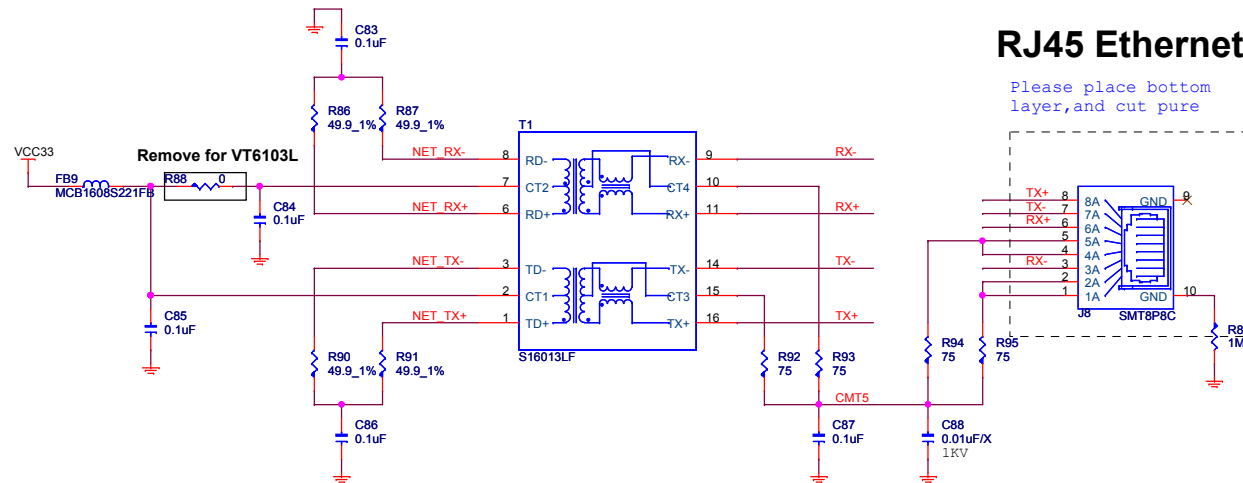 RJ45 Ethernet
Please place bottom
layer,and cut pure
C83
0.1uF
R86
49.9_1%
R87
49.9_1%
VCC33
Remove for VT6103L
FB9
MCB1608S221FB
R88
0
C84
0.1uF
C85
0.1uF
NET_RX-
NET_RX+
NET_TX-
NET_TX+
T1
8
RD-
7
CT2
6
RD+
3
TD-
2
CT1
1
TD+
RX-
9
CT4
10
RX+
11
TX-
14
CT3
15
TX+
16
S16013LF
RX-
RX+
TX-
TX+
R90
49.9_1%
R91
49.9_1%
C86
0.1uF
R92
75
R93
75
CMT5
C87
0.1uF
R94
75
R95
75
C88
0.01uF/X
1KV
TX+
8
8A
TX-
7
7A
RX+
6
6A
5
5A
4
4A
RX-
3
3A
2
2A
1
1A
GND
9
GND
10
J8
SMT8P8C
R8
1M